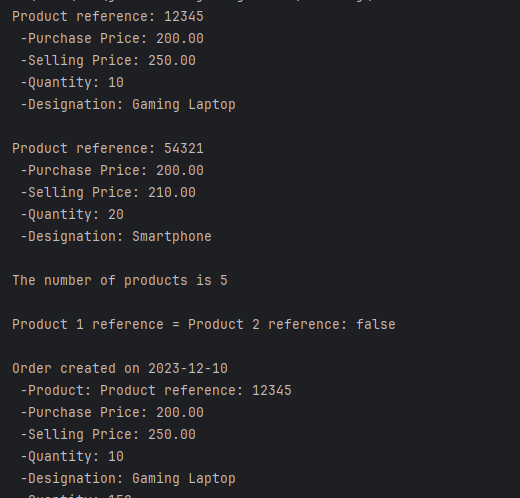 Product reference: 12345
-Purchase Price: 200.00
-Selling Price: 250.00
-Quantity: 10
-Designation: Gaming Laptop
Product reference: 54321
-Purchase Price: 200.00
-Selling Price: 210.00
-Quantity: 20
-Designation: Smartphone
The number of products is 5
Product 1 reference = Product 2 reference: false
Order created on 2023-12-10
-Product: Product reference: 12345
-Purchase Price: 200.00
-Selling Price: 250.00
-Quantity: 10
-Designation: Gaming Laptop